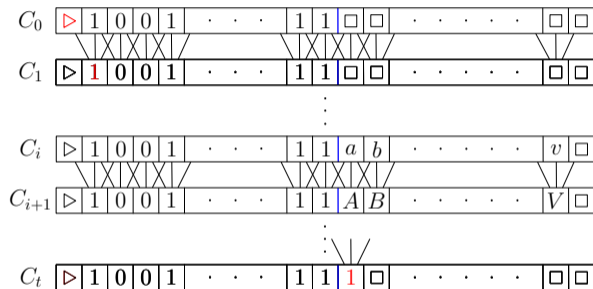 C₀ ▷ 1 0 0 1 · · · 1 1 □ □ · · · · · □ □
C₁ ▷ 1 0 0 1 · · · 1 1 □ □ · · · · · □ □
⋮
Cᵢ ▷ 1 0 0 1 · · · 1 1 a b · · · · · v □
Cᵢ₊₁ ▷ 1 0 0 1 · · · 1 1 A B · · · · · V □
⋮
Cₜ ▷ 1 0 0 1 · · · 1 1 1 □ · · · · · □ □